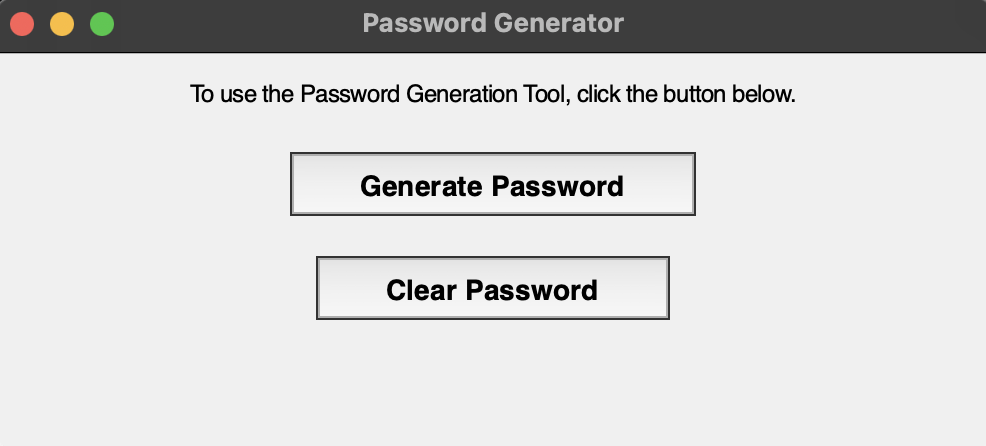 Password Generator
To use the Password Generation Tool, click the button below.
Generate Password
Clear Password